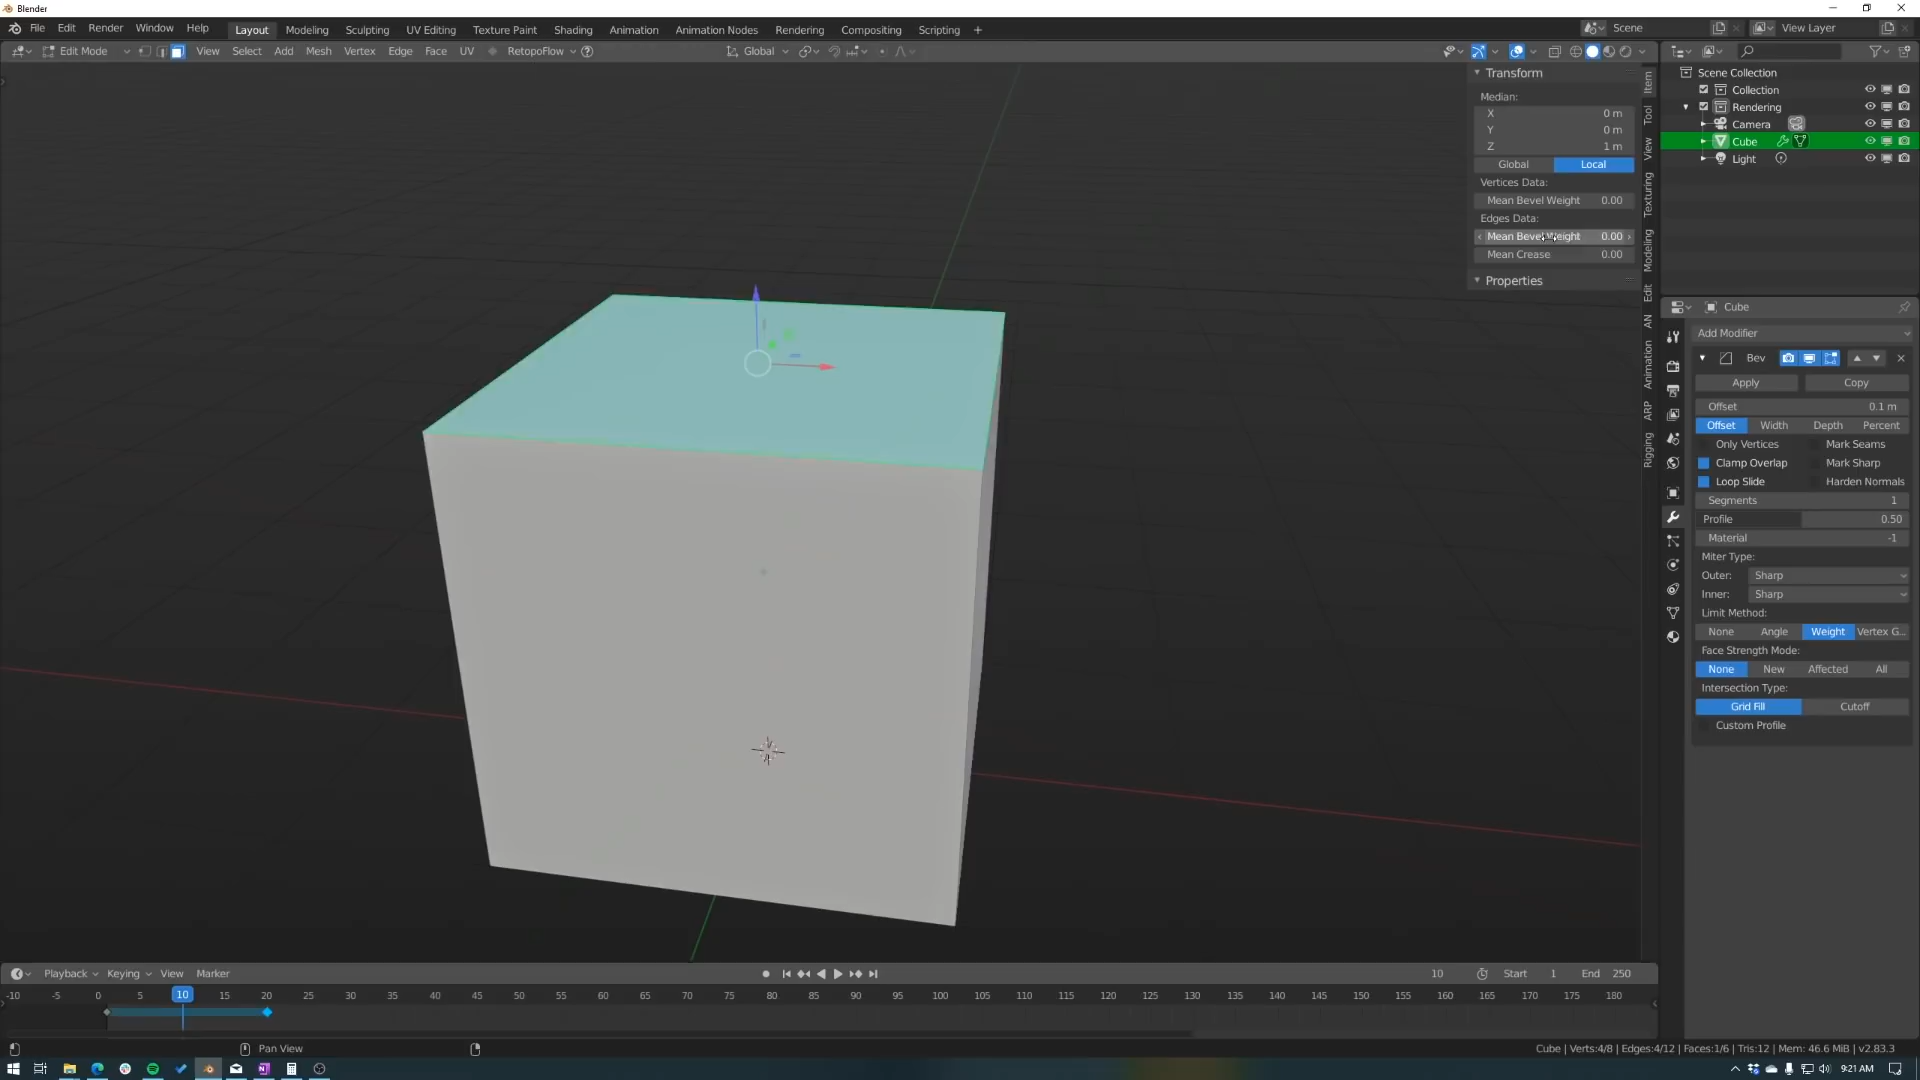 Blender
File Edit Render Window Help Layout Modeling Sculpting UV Editing Texture Paint Shading Animation Animation Nodes Rendering Compositing Scripting + Scene View Layer
Edit Mode View Select Add Mesh Vertex Edge Face UV RetopoFlow Global
Transform
Median:
X 0 m
Y 0 m
Z 1 m
Global Local
Vertices Data:
Mean Bevel Weight 0.00
Edges Data:
Mean Bevel Weight 0.00
Mean Crease 0.00
Properties
Item
Tool
View
Texturing
Modeling
Edit
AN
Animation
ARP
Rigging
Scene Collection
Collection
Rendering
Camera
Cube
Light
Cube
Add Modifier
Bev
Apply Copy
Offset 0.1 m
Offset Width Depth Percent
Only Vertices Mark Seams
Clamp Overlap Mark Sharp
Loop Slide Harden Normals
Segments 1
Profile 0.50
Material -1
Miter Type:
Outer: Sharp
Inner: Sharp
Limit Method:
None Angle Weight Vertex G...
Face Strength Mode:
None New Affected All
Intersection Type:
Grid Fill Cutoff
Custom Profile
Playback Keying View Marker 10 Start 1 End 250
-10 -5 0 5 10 15 20 25 30 35 40 45 50 55 60 65 70 75 80 85 90 95 100 105 110 115 120 125 130 135 140 145 150 155 160 165 170 175 180
Pan View Cube | Verts:4/8 | Edges:4/12 | Faces:1/6 | Tris:12 | Mem: 46.6 MiB | v2.83.3
9:21 AM